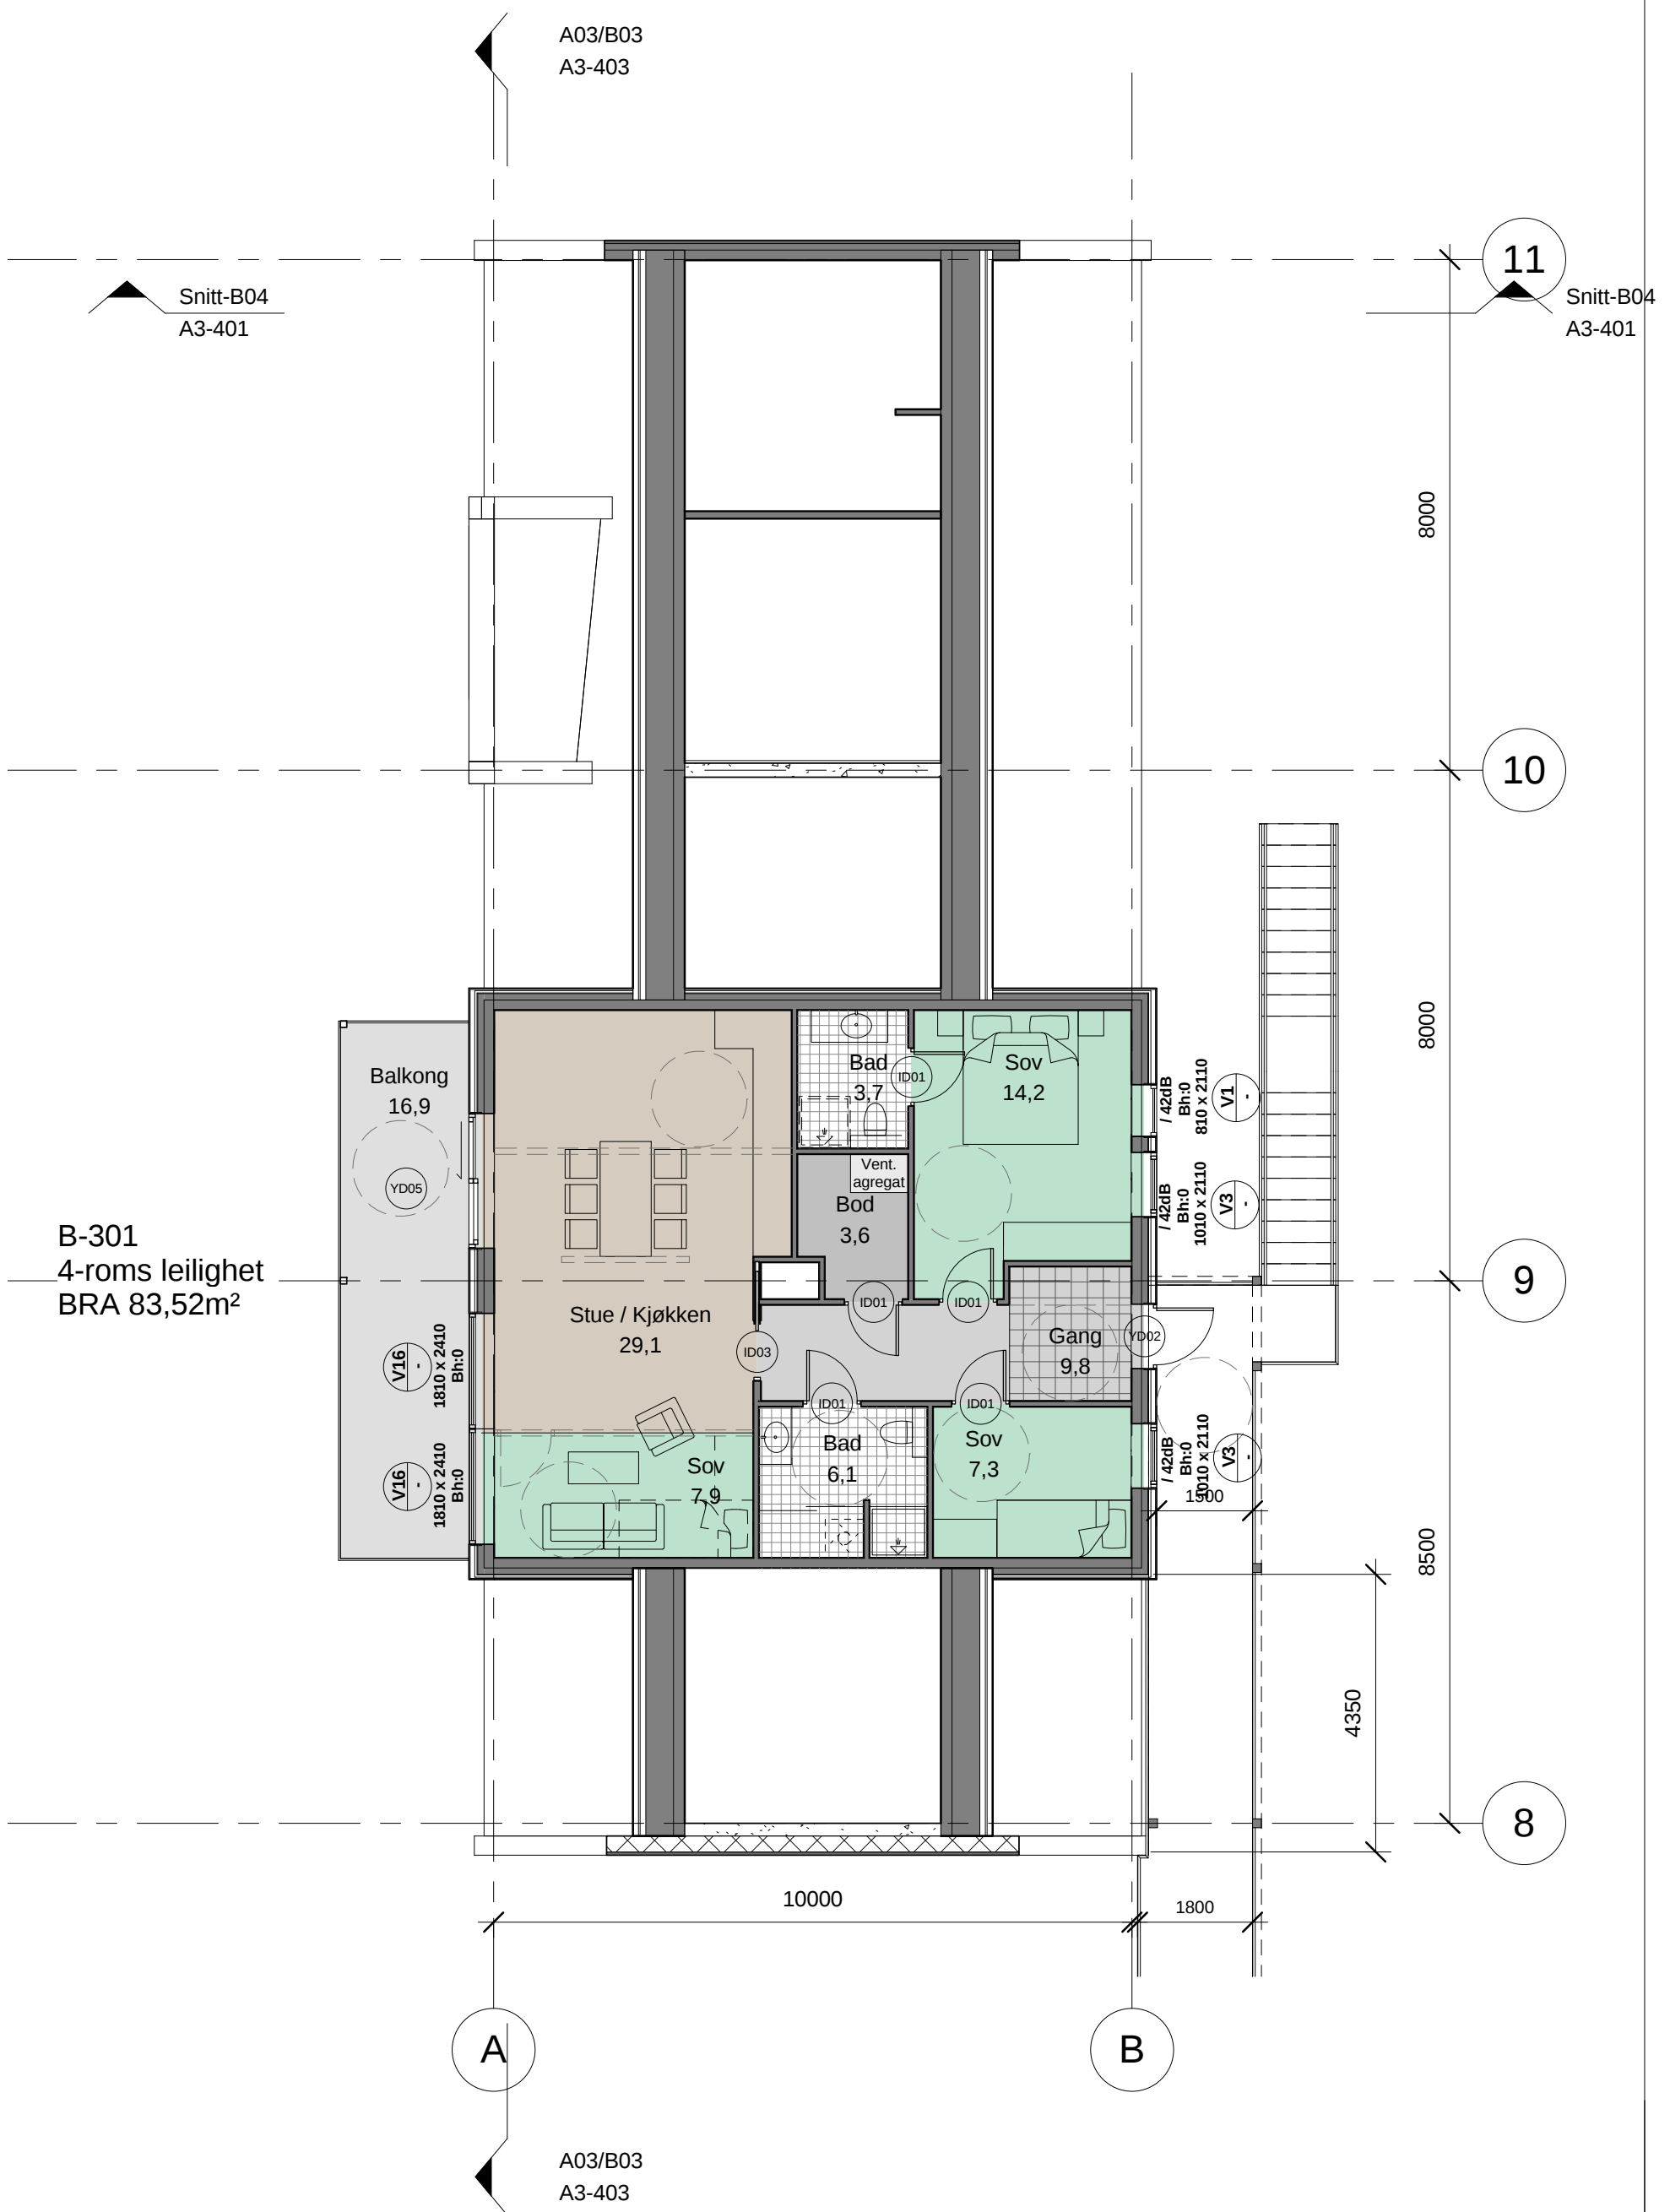 A03/B03
A3-403
11
Snitt-B04
A3-401
Snitt-B04
A3-401
8000
10
8000
Balkong
16,9
YD05
Bad
3,7
ID01
Sov
14,2
/ 42dB
Bh:0
810 x 2110
V1
-
Vent.
agregat
Bod
3,6
/ 42dB
Bh:0
1010 x 2110
V3
-
B-301
4-roms leilighet
BRA 83,52m²
9
ID01
ID01
Stue / Kjøkken
29,1
ID03
Gang
9,8
YD02
V16
-
1810 x 2410
Bh:0
ID01
ID01
Bad
6,1
Sov
7,3
/ 42dB
Bh:0
1010 x 2110
V3
-
Sov
7,9
V16
-
1810 x 2410
Bh:0
1500
8500
4350
8
10000
1800
A
B
A03/B03
A3-403